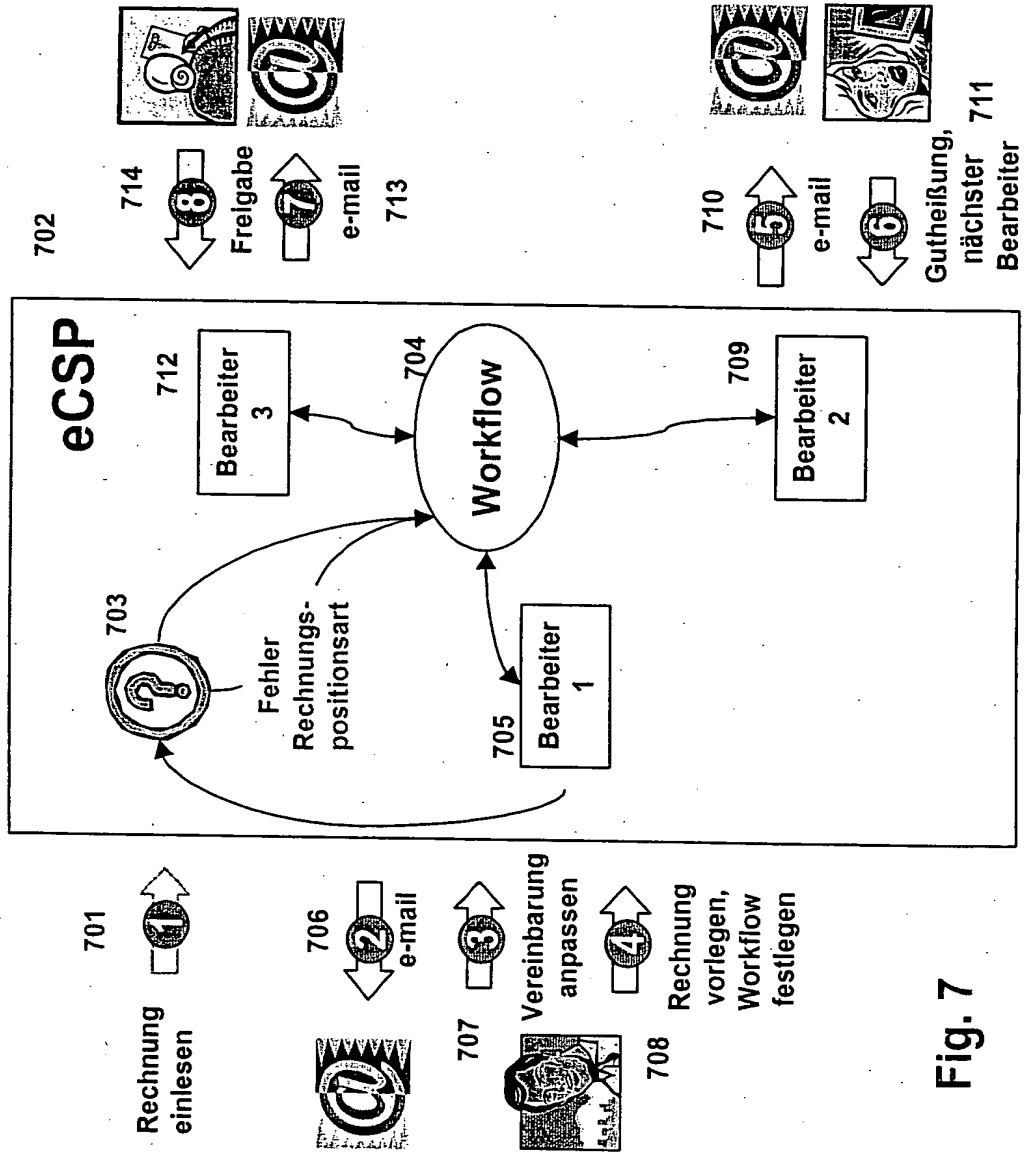 eCSP
701
1
Rechnung
einlesen
706
2
e-mail
707
3
Vereinbarung
anpassen
708
4
Rechnung
vorlegen,
Workflow
festlegen
703
?
Fehler
Rechnungs-
positionsart
705
Bearbeiter
1
704
Workflow
712
Bearbeiter
3
709
Bearbeiter
2
702
714
8
Freigabe
7
e-mail
713
@
@
710
5
e-mail
6
Gutheißung,
nächster
Bearbeiter
711
@
Fig. 7